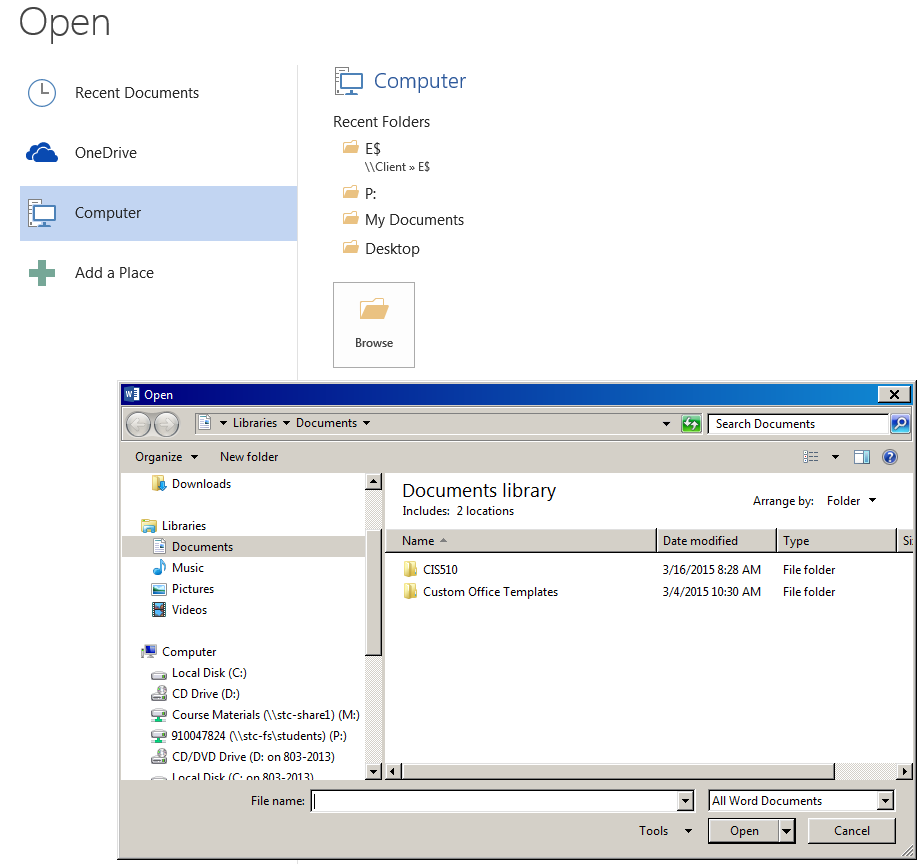 Open
Recent Documents
OneDrive
Computer
Add a Place
Computer
Recent Folders
E$
\\Client » E$
P:
My Documents
Desktop
Browse
Open
Libraries Documents
Search Documents
Organize New folder
Downloads
Libraries
Documents
Music
Pictures
Videos
Computer
Local Disk (C:)
CD Drive (D:)
Course Materials (\\stc-share1) (M:)
910047824 (\\stc-fs\students) (P:)
CD/DVD Drive (D: on 803-2013)
Local Disk (C: on 803-2013)
Documents library
Includes: 2 locations
Arrange by: Folder
Name Date modified Type
CIS510 3/16/2015 8:28 AM File folder
Custom Office Templates 3/4/2015 10:30 AM File folder
File name:
All Word Documents
Tools Open Cancel